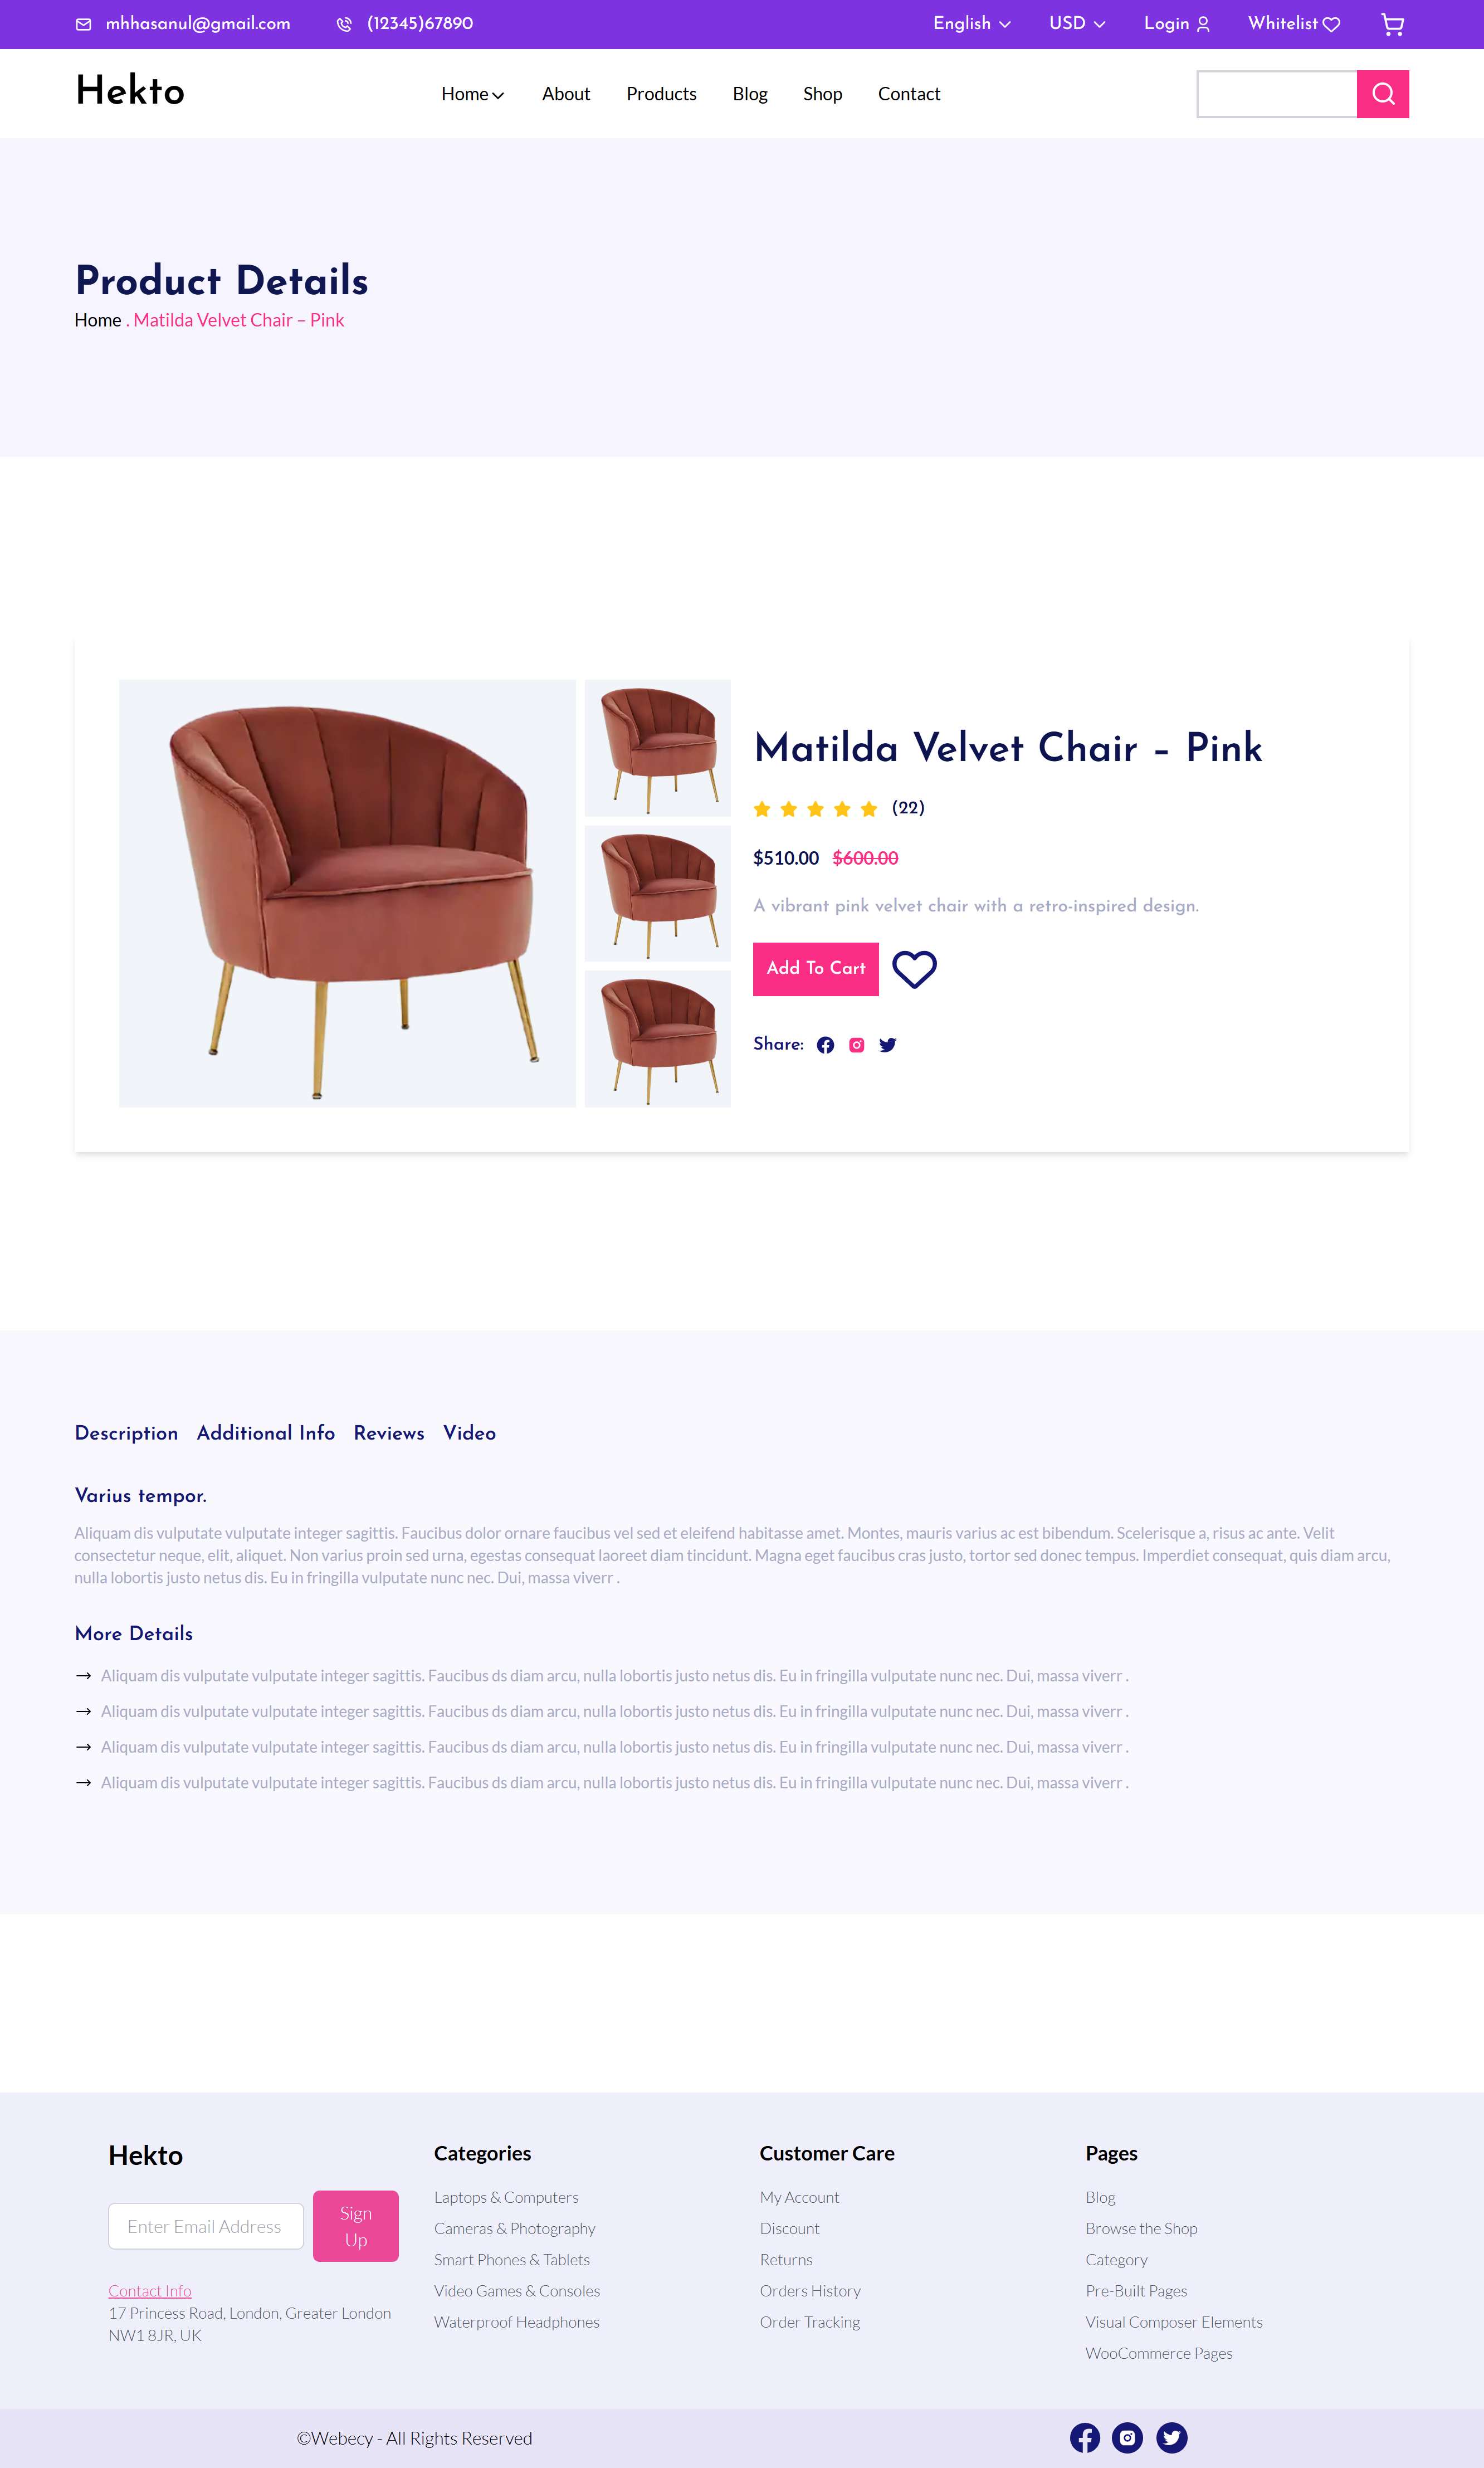 mhhasanul@gmail.com (12345)67890 English USD Login Whitelist
Hekto Home About Products Blog Shop Contact
Product Details
Home . Matilda Velvet Chair – Pink
Matilda Velvet Chair – Pink
(22)
$510.00 $600.00
A vibrant pink velvet chair with a retro-inspired design.
Add To Cart
Share:
Description Additional Info Reviews Video
Varius tempor.
Aliquam dis vulputate vulputate integer sagittis. Faucibus dolor ornare faucibus vel sed et eleifend habitasse amet. Montes, mauris varius ac est bibendum. Scelerisque a, risus ac ante. Velit
consectetur neque, elit, aliquet. Non varius proin sed urna, egestas consequat laoreet diam tincidunt. Magna eget faucibus cras justo, tortor sed donec tempus. Imperdiet consequat, quis diam arcu,
nulla lobortis justo netus dis. Eu in fringilla vulputate nunc nec. Dui, massa viverr .
More Details
Aliquam dis vulputate vulputate integer sagittis. Faucibus ds diam arcu, nulla lobortis justo netus dis. Eu in fringilla vulputate nunc nec. Dui, massa viverr .
Aliquam dis vulputate vulputate integer sagittis. Faucibus ds diam arcu, nulla lobortis justo netus dis. Eu in fringilla vulputate nunc nec. Dui, massa viverr .
Aliquam dis vulputate vulputate integer sagittis. Faucibus ds diam arcu, nulla lobortis justo netus dis. Eu in fringilla vulputate nunc nec. Dui, massa viverr .
Aliquam dis vulputate vulputate integer sagittis. Faucibus ds diam arcu, nulla lobortis justo netus dis. Eu in fringilla vulputate nunc nec. Dui, massa viverr .
Hekto
Enter Email Address
Sign
Up
Contact Info
17 Princess Road, London, Greater London
NW1 8JR, UK
Categories
Laptops & Computers
Cameras & Photography
Smart Phones & Tablets
Video Games & Consoles
Waterproof Headphones
Customer Care
My Account
Discount
Returns
Orders History
Order Tracking
Pages
Blog
Browse the Shop
Category
Pre-Built Pages
Visual Composer Elements
WooCommerce Pages
©Webecy - All Rights Reserved